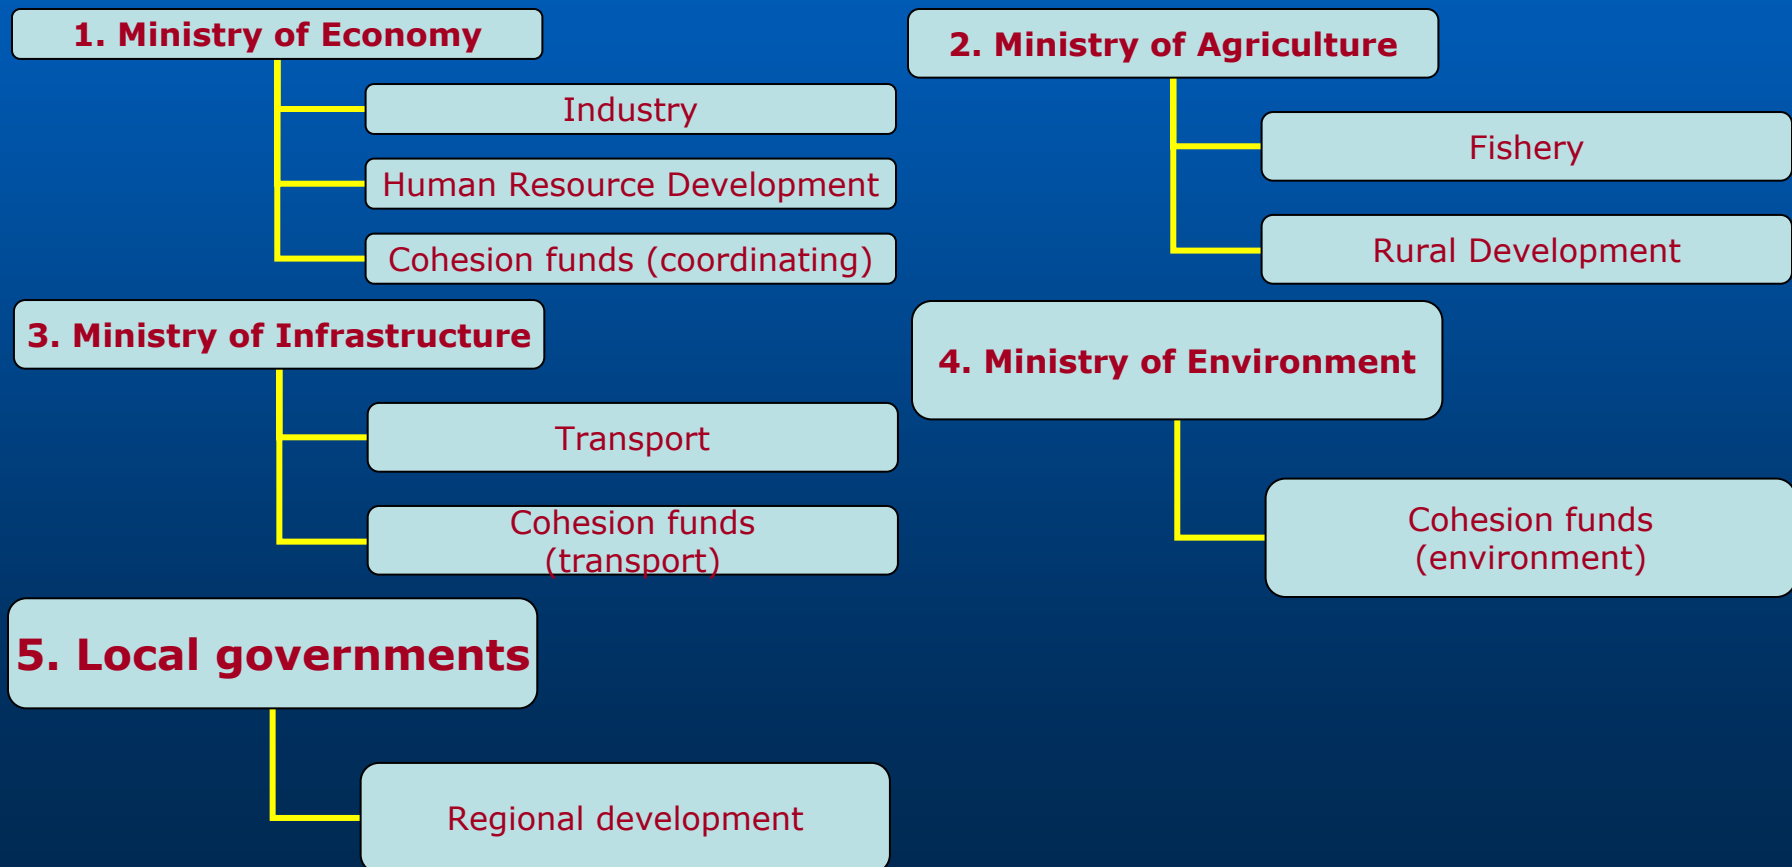 1. Ministry of Economy
Industry
Human Resource Development
Cohesion funds (coordinating)
2. Ministry of Agriculture
Fishery
Rural Development
3. Ministry of Infrastructure
Transport
Cohesion funds
(transport)
4. Ministry of Environment
Cohesion funds
(environment)
5. Local governments
Regional development